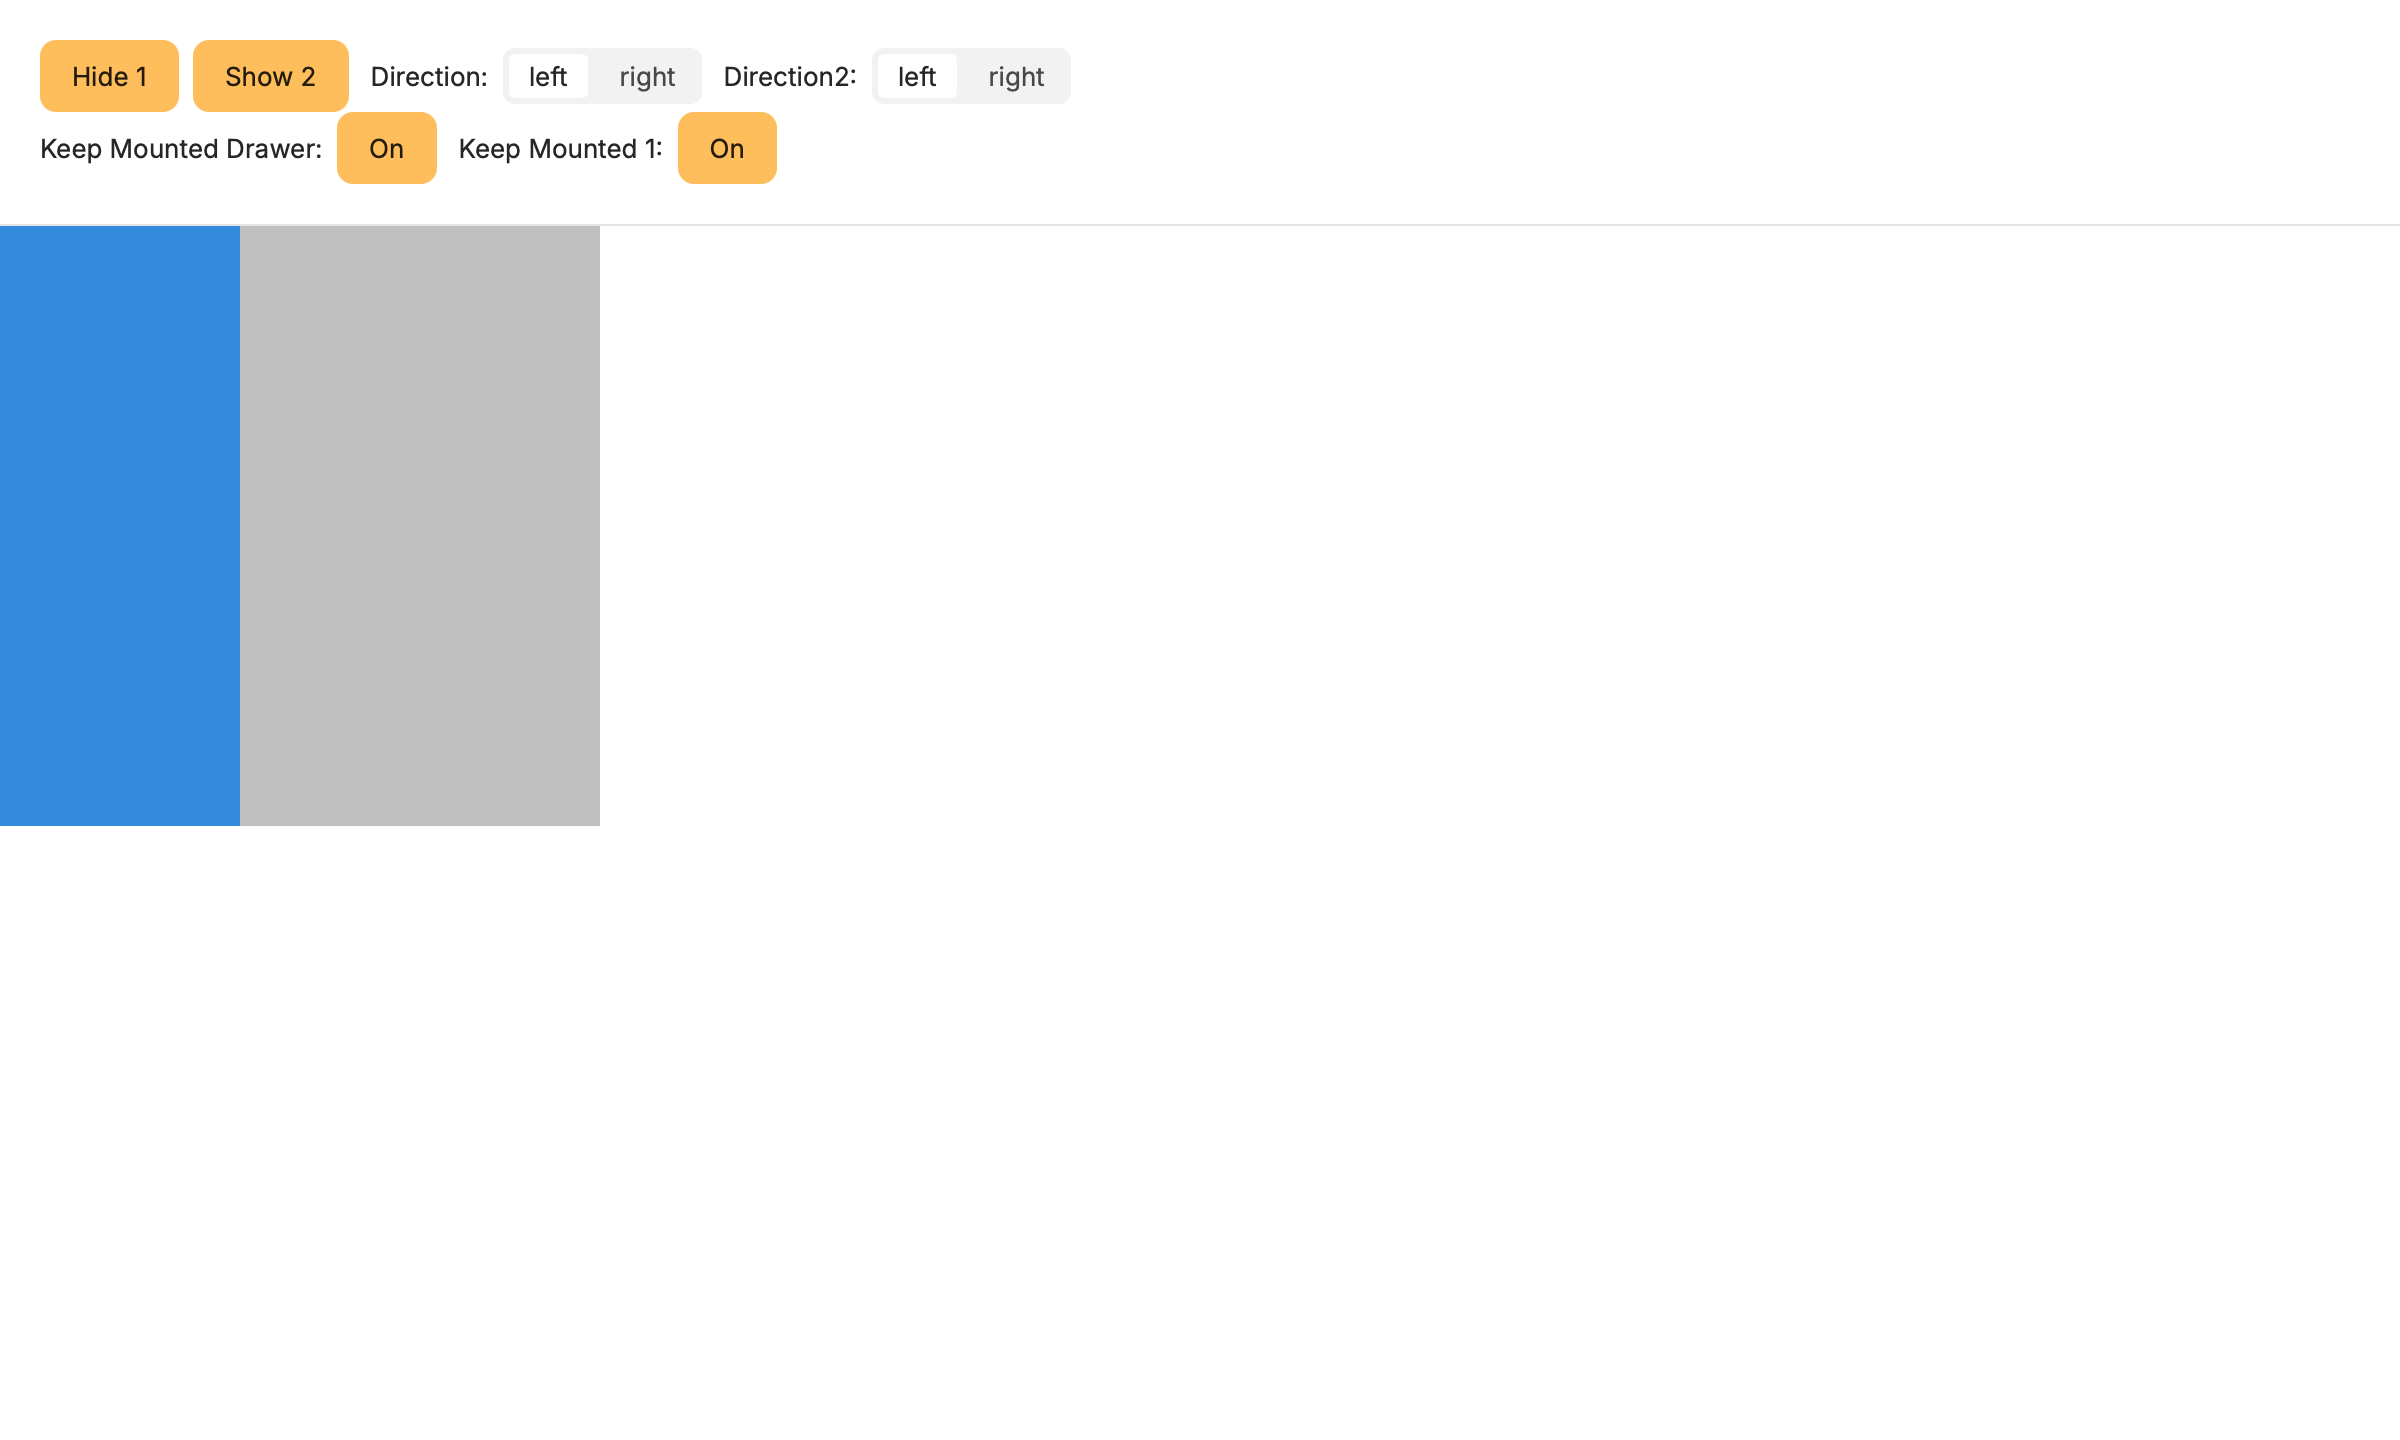 Hide 1 Show 2 Direction: left right Direction2: left right
Keep Mounted Drawer: On Keep Mounted 1: On